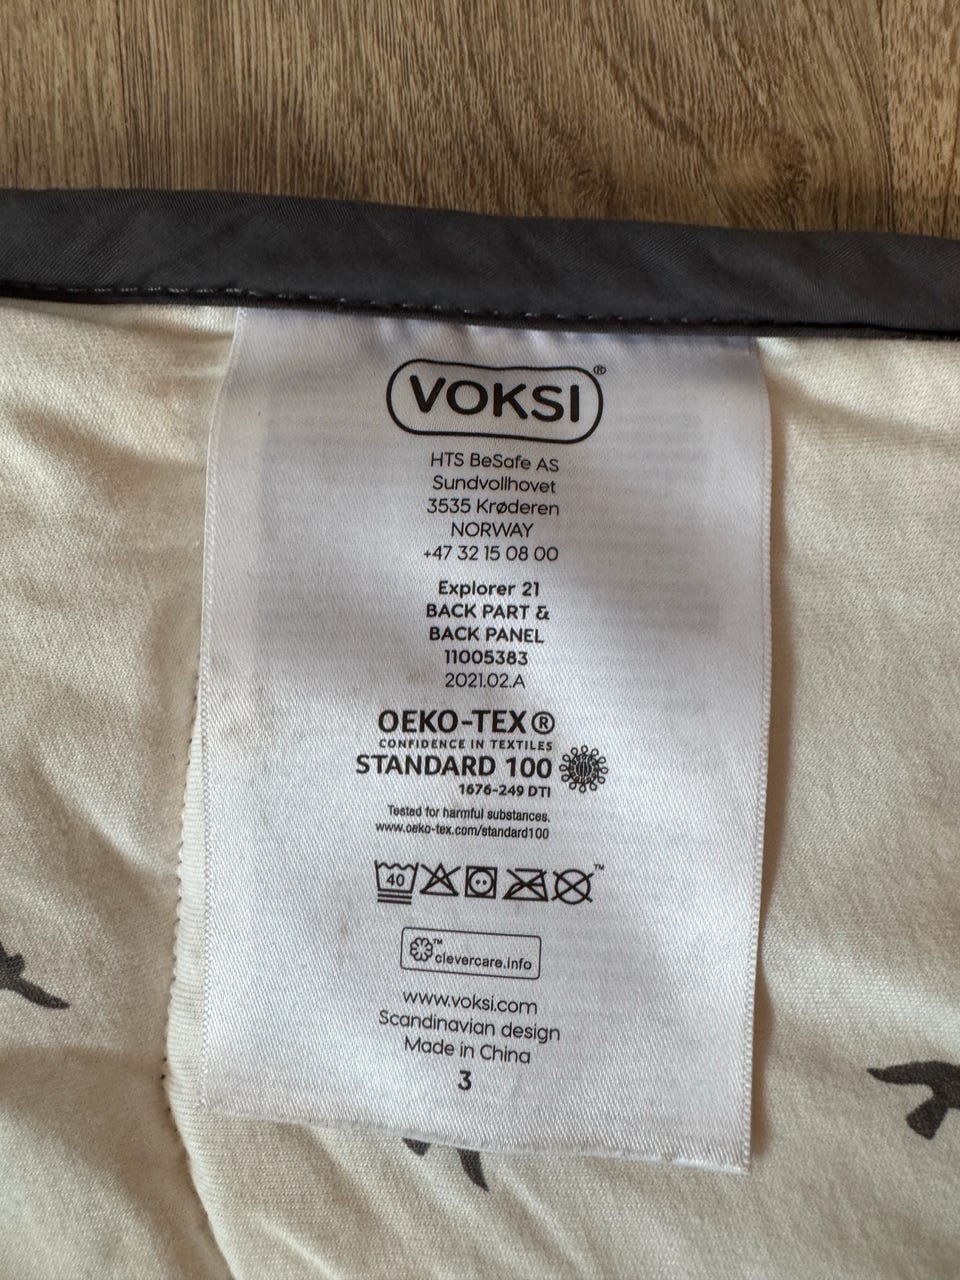 VOKSI®
HTS BeSafe AS
Sundvollhovet
3535 Krøderen
NORWAY
+47 32 15 08 00
Explorer 21
BACK PART &
BACK PANEL
11005383
2021.02.A
OEKO-TEX®
CONFIDENCE IN TEXTILES
STANDARD 100
1676-249 DTI
Tested for harmful substances.
www.oeko-tex.com/standard100
40 ™
™ clevercare.info
www.voksi.com
Scandinavian design
Made in China
3